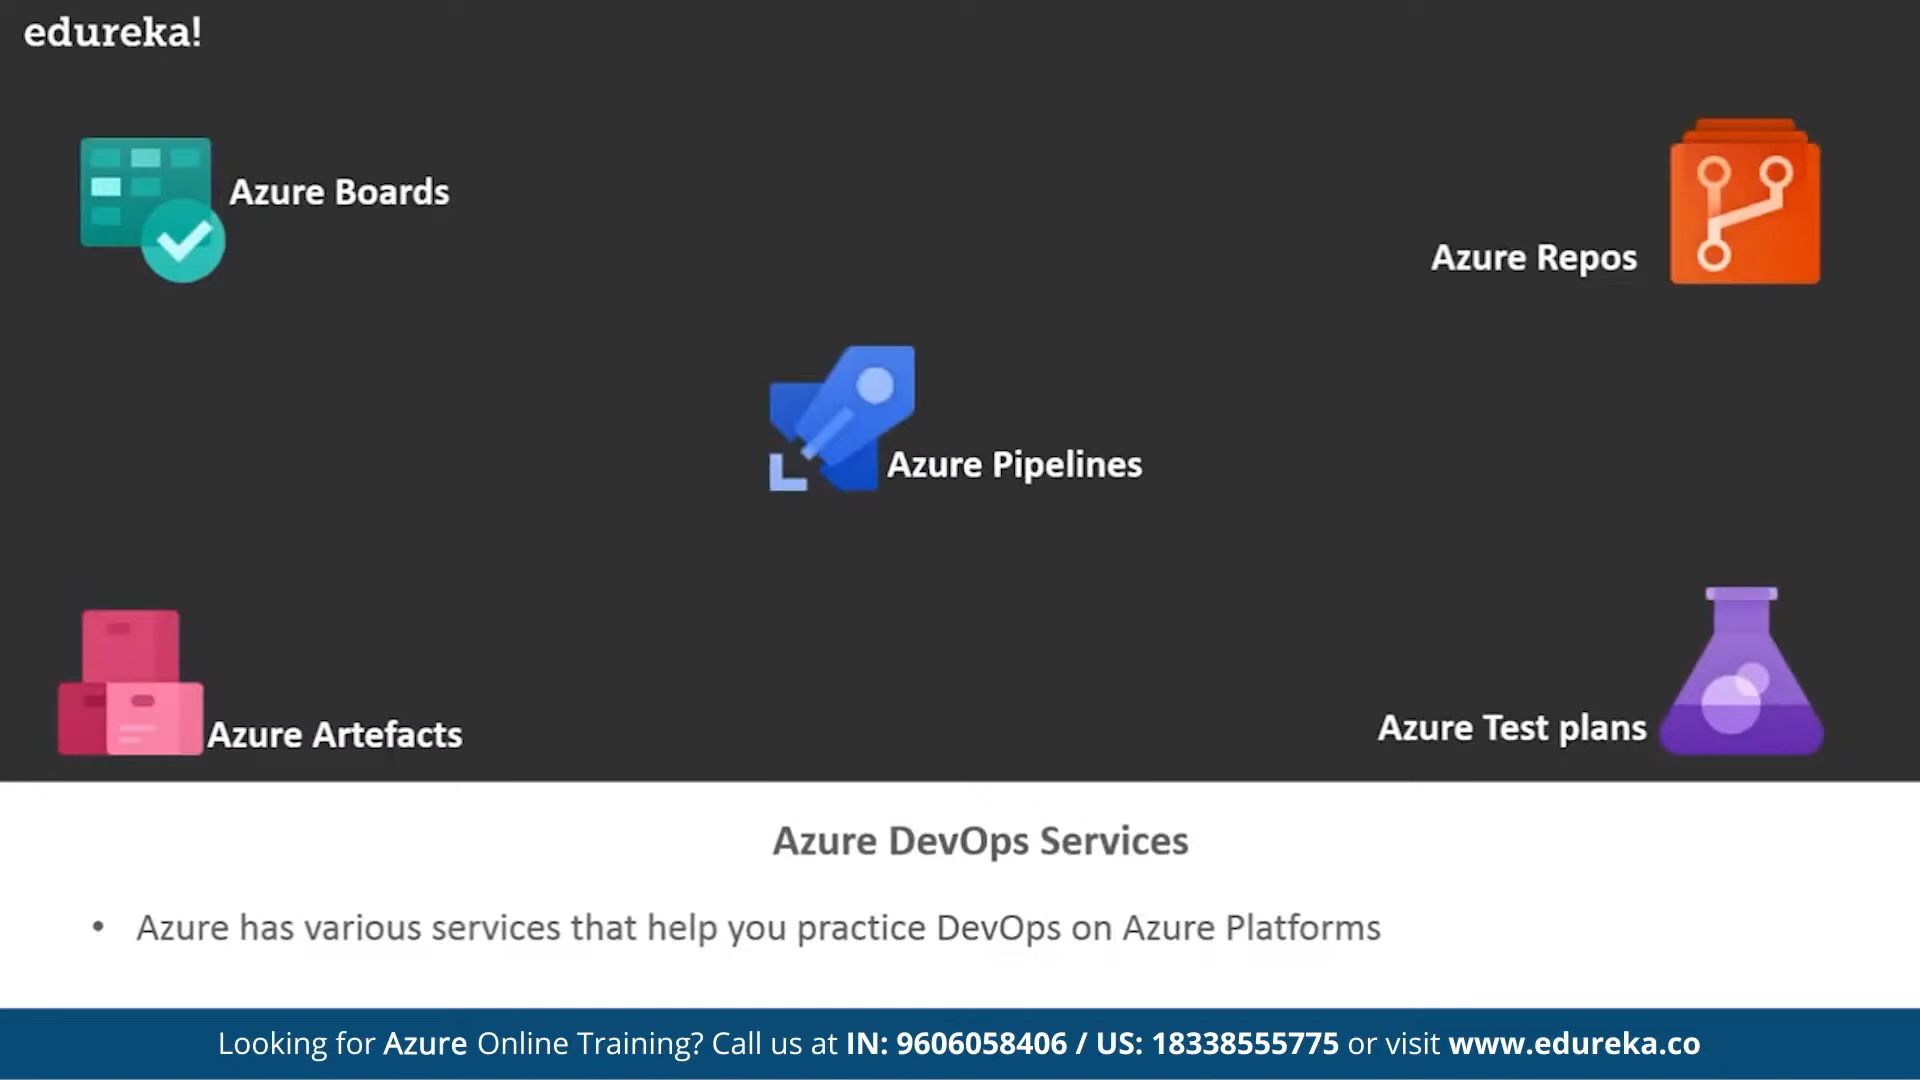 edureka!
Azure Boards
Azure Repos
Azure Pipelines
Azure Artefacts
Azure Test plans
Azure DevOps Services
• Azure has various services that help you practice DevOps on Azure Platforms
Looking for Azure Online Training? Call us at IN: 9606058406 / US: 18338555775 or visit www.edureka.co